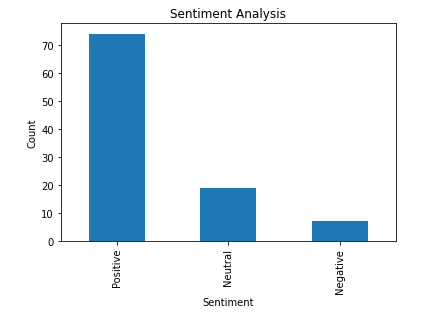 Sentiment Analysis
Count
70
60
50
40
30
20
10
0
Positive
Neutral
Negative
Sentiment